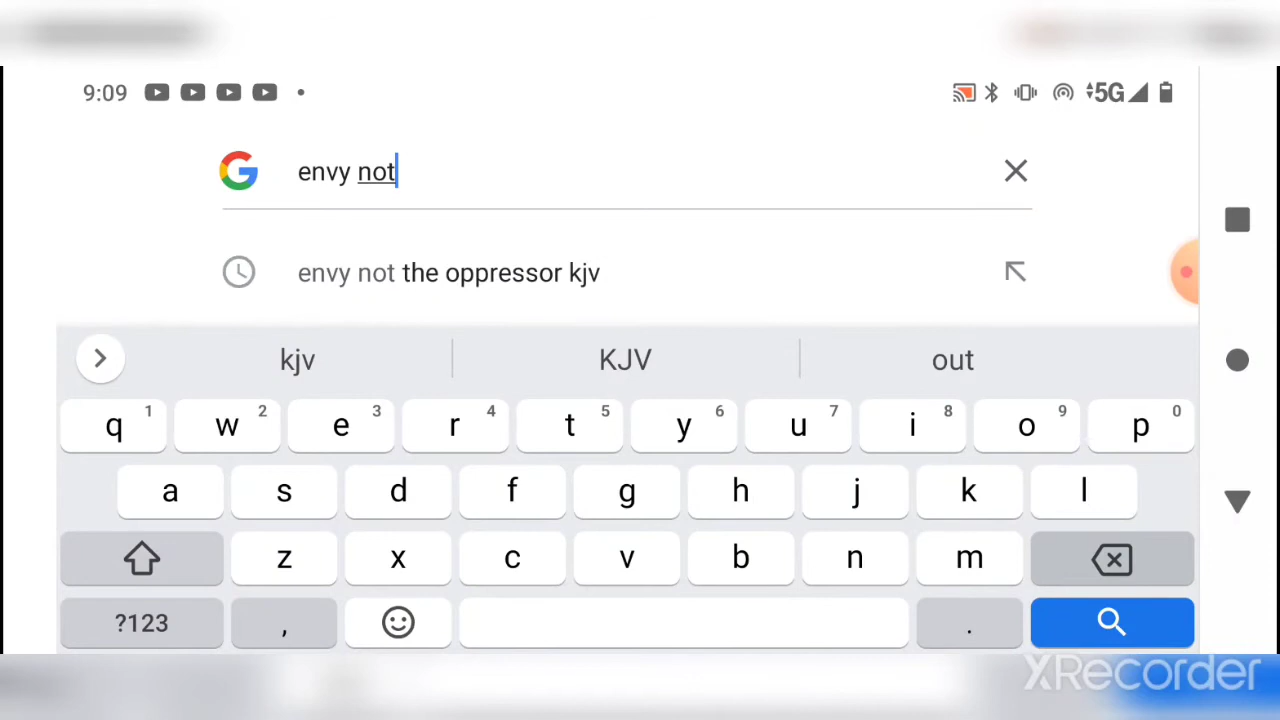 9:09 5G
envy not
envy not the oppressor kjv
kjv KJV out
q 1 w 2 e 3 r 4 t 5 y 6 u 7 i 8 o 9 p 0
a s d f g h j k l
z x c v b n m
?123 , .
XRecorder